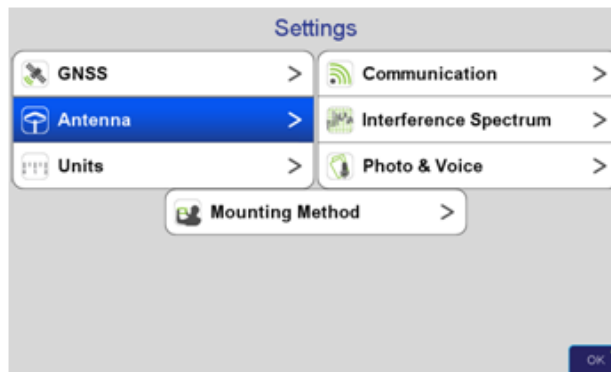 Settings
GNSS >
Communication >
Antenna >
Interference Spectrum >
Units >
Photo & Voice >
Mounting Method >
OK